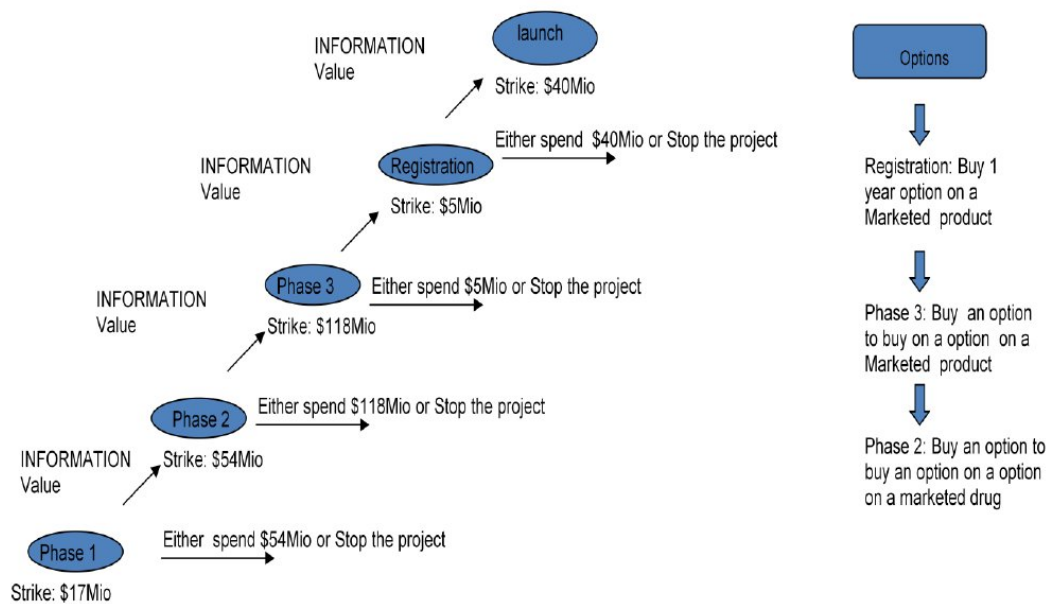 launch
INFORMATION
Value
Strike: $40Mio
Options
Either spend $40Mio or Stop the project
INFORMATION
Value
Registration
Strike: $5Mio
Registration: Buy 1
year option on a
Marketed product
INFORMATION
Value
Phase 3
Either spend $5Mio or Stop the project
Strike: $118Mio
Phase 3: Buy an option
to buy on a option on a
Marketed product
Phase 2
Either spend $118Mio or Stop the project
INFORMATION
Value
Strike: $54Mio
Phase 2: Buy an option to
buy an option on a option
on a marketed drug
Phase 1
Either spend $54Mio or Stop the project
Strike: $17Mio